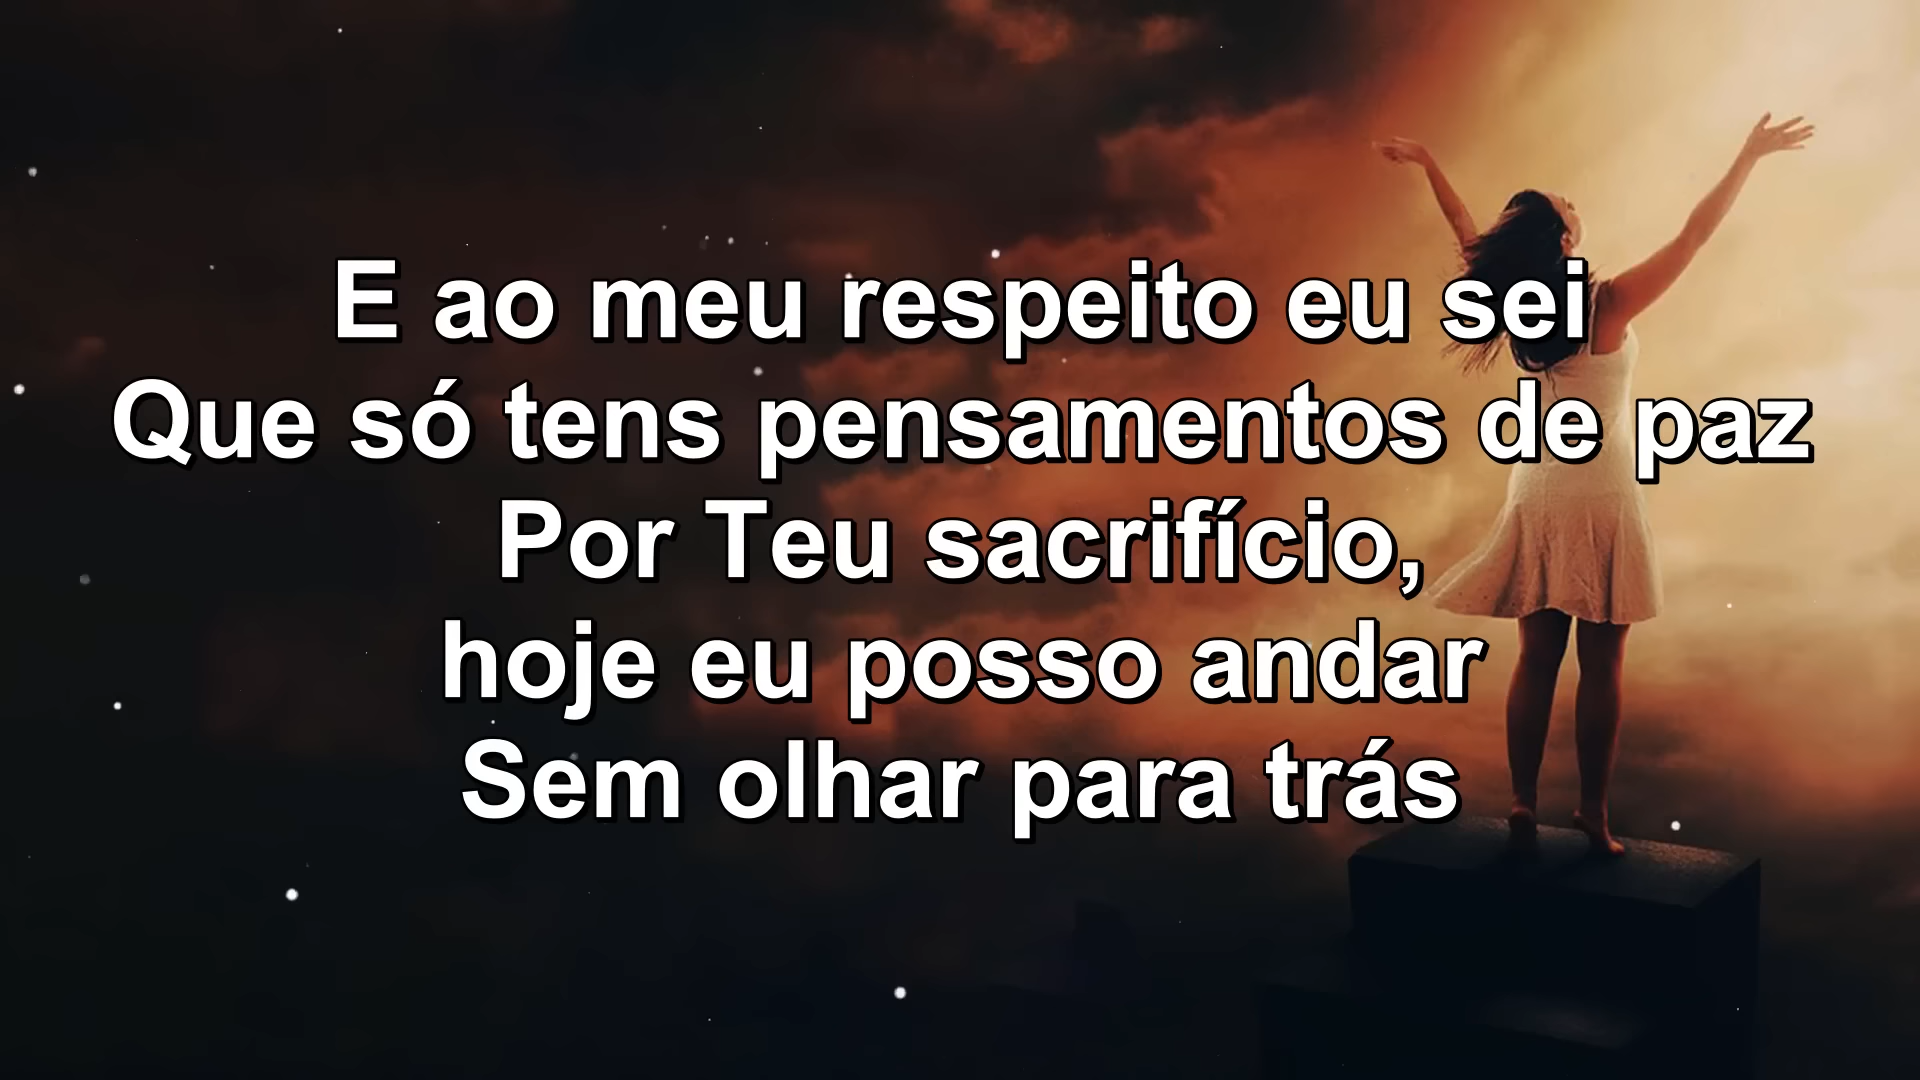 E ao meu respeito eu sei
Que só tens pensamentos de paz
Por Teu sacrifício,
hoje eu posso andar
Sem olhar para trás